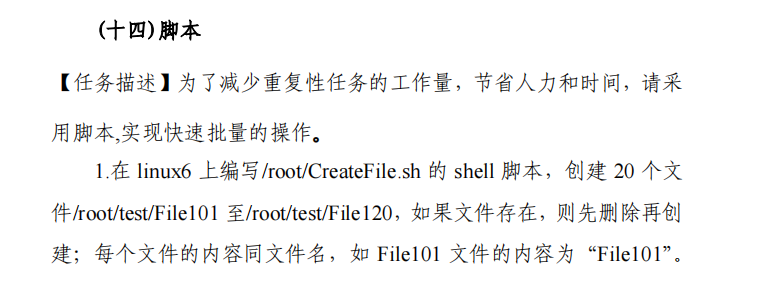 (十四)脚本
【任务描述】为了减少重复性任务的工作量，节省人力和时间，请采
用脚本,实现快速批量的操作。
1.在 linux6 上编写/root/CreateFile.sh 的 shell 脚本，创建 20 个文
件/root/test/File101 至/root/test/File120，如果文件存在，则先删除再创
建；每个文件的内容同文件名，如 File101 文件的内容为“File101”。